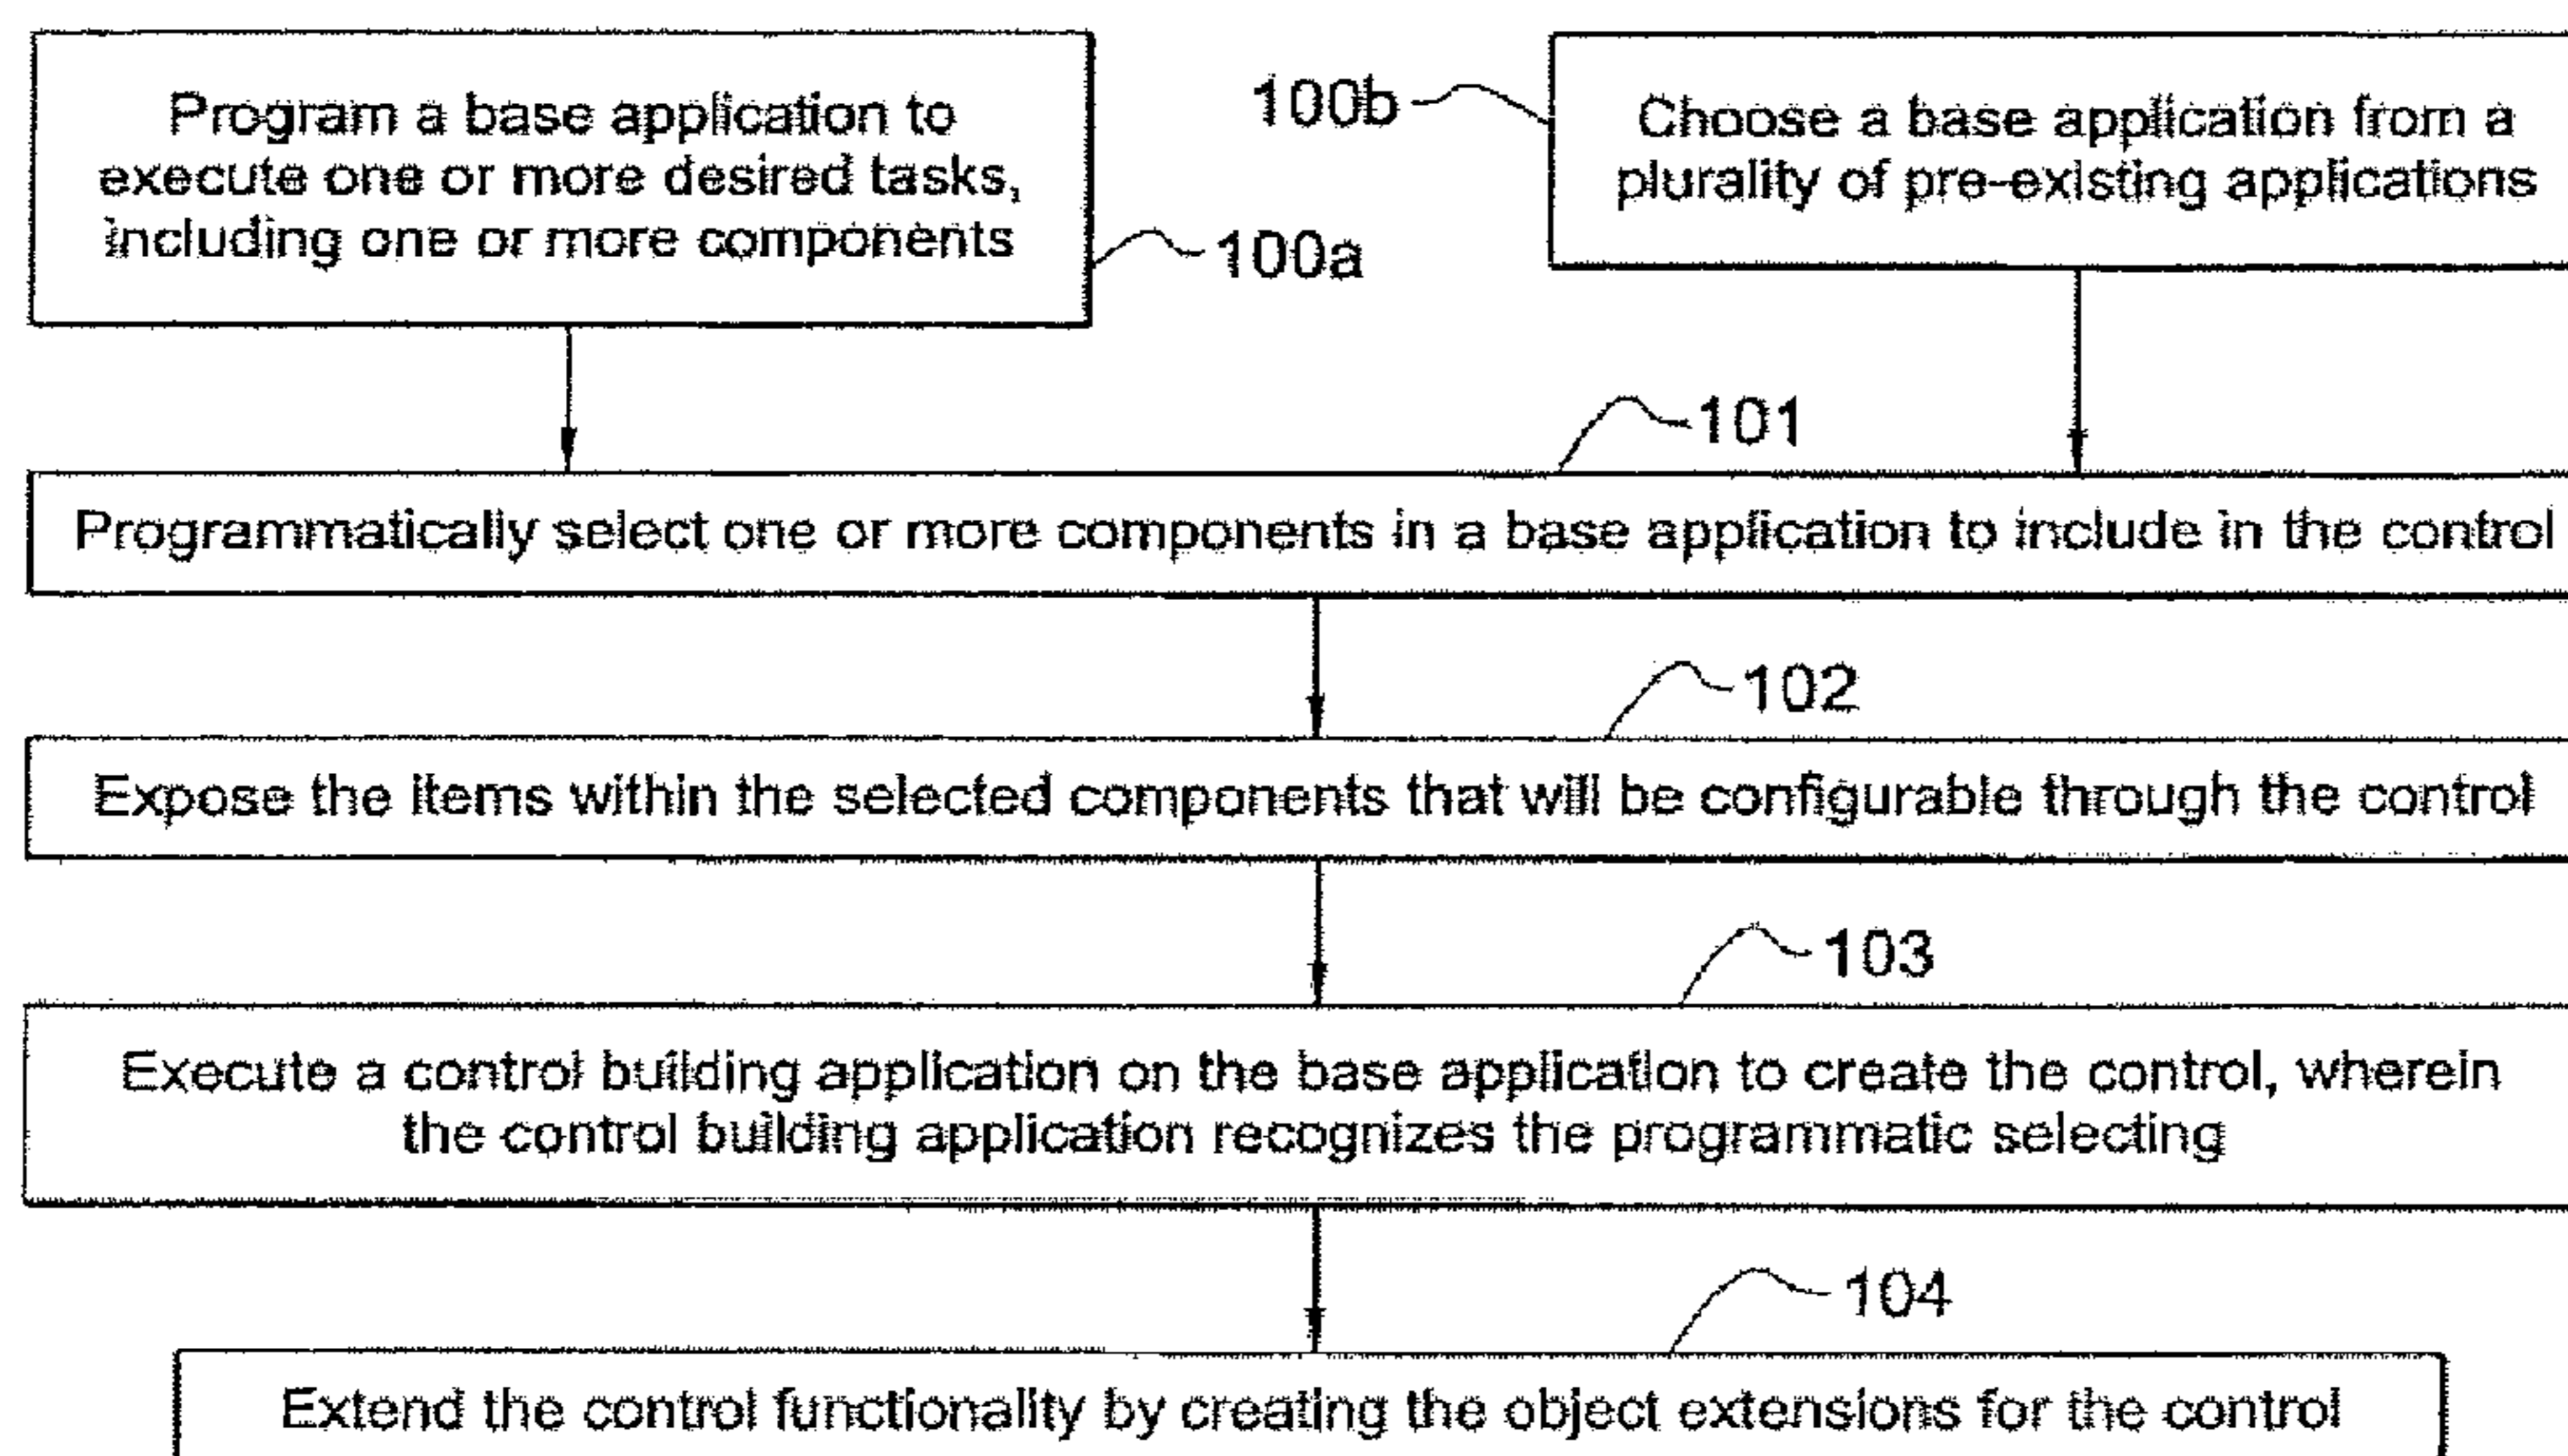 Program a base application to
execute one or more desired tasks,
including one or more components
100a
100b
Choose a base application from a
plurality of pre-existing applications
101
Programmatically select one or more components in a base application to include in the control
102
Expose the items within the selected components that will be configurable through the control
103
Execute a control building application on the base application to create the control, wherein
the control building application recognizes the programmatic selecting
104
Extend the control functionality by creating the object extensions for the control